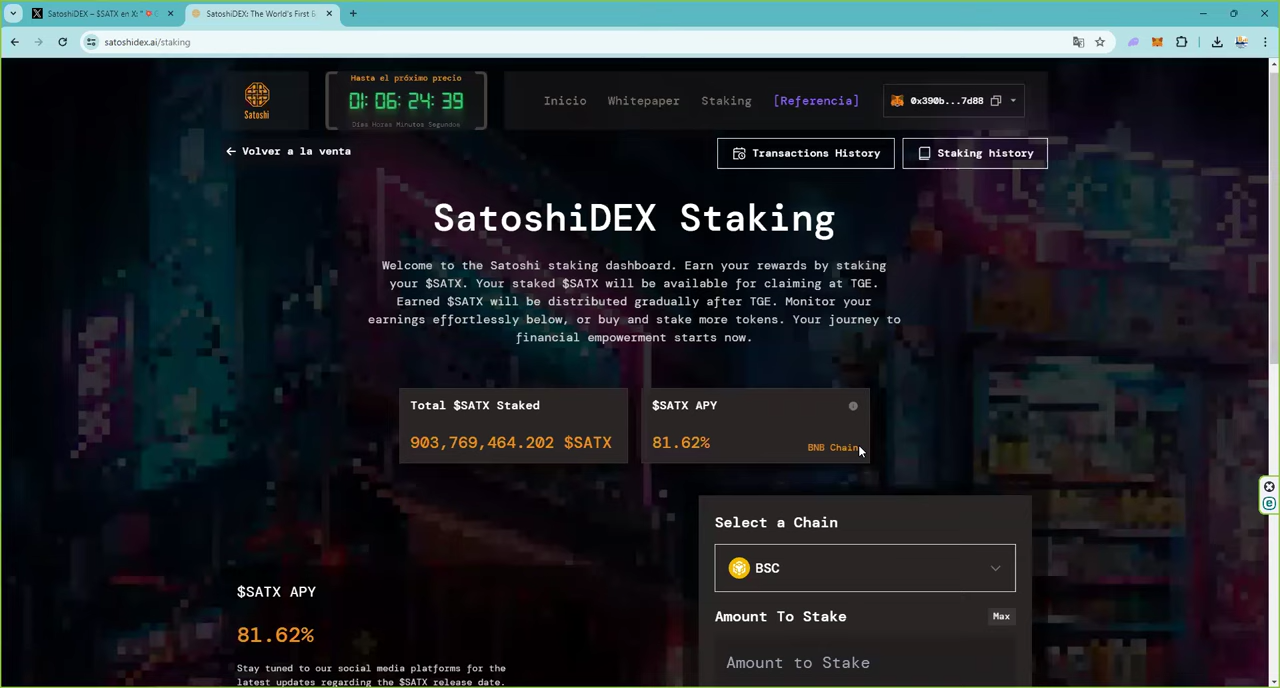 SatoshiDEX – $SATX en X: "
SatoshiDEX: The World's First &
satoshidex.ai/staking
Satoshi
Hasta el próximo precio
01: 06: 24: 39
Días Horas Minutos Segundos
Inicio
Whitepaper
Staking
[Referencia]
0x390b...7d88
Volver a la venta
Transactions History
Staking history
SatoshiDEX Staking
Welcome to the Satoshi staking dashboard. Earn your rewards by staking
your $SATX. Your staked $SATX will be available for claiming at TGE.
Earned $SATX will be distributed gradually after TGE. Monitor your
earnings effortlessly below, or buy and stake more tokens. Your journey to
financial empowerment starts now.
Total $SATX Staked
903,769,464.202 $SATX
$SATX APY
81.62%
BNB Chain
Select a Chain
BSC
Amount To Stake
Max
Amount to Stake
$SATX APY
81.62%
Stay tuned to our social media platforms for the
latest updates regarding the $SATX release date.